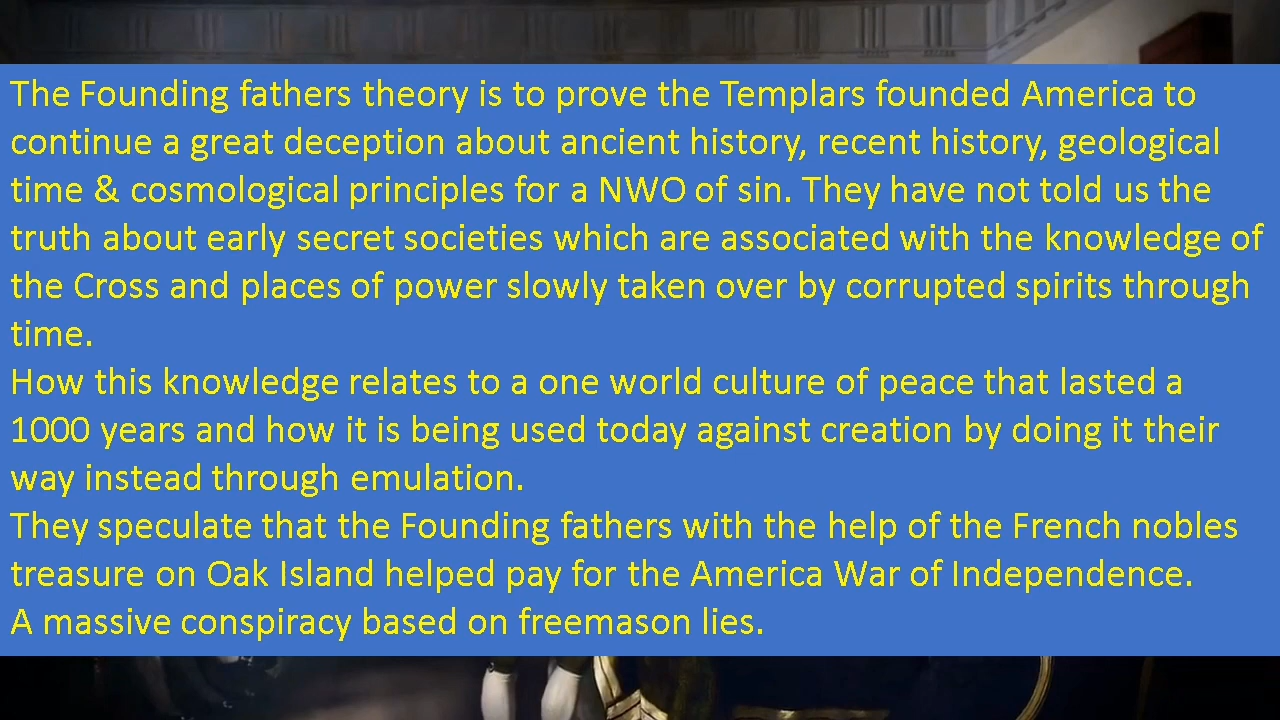 The Founding fathers theory is to prove the Templars founded America to
continue a great deception about ancient history, recent history, geological
time & cosmological principles for a NWO of sin. They have not told us the
truth about early secret societies which are associated with the knowledge of
the Cross and places of power slowly taken over by corrupted spirits through
time.
How this knowledge relates to a one world culture of peace that lasted a
1000 years and how it is being used today against creation by doing it their
way instead through emulation.
They speculate that the Founding fathers with the help of the French nobles
treasure on Oak Island helped pay for the America War of Independence.
A massive conspiracy based on freemason lies.